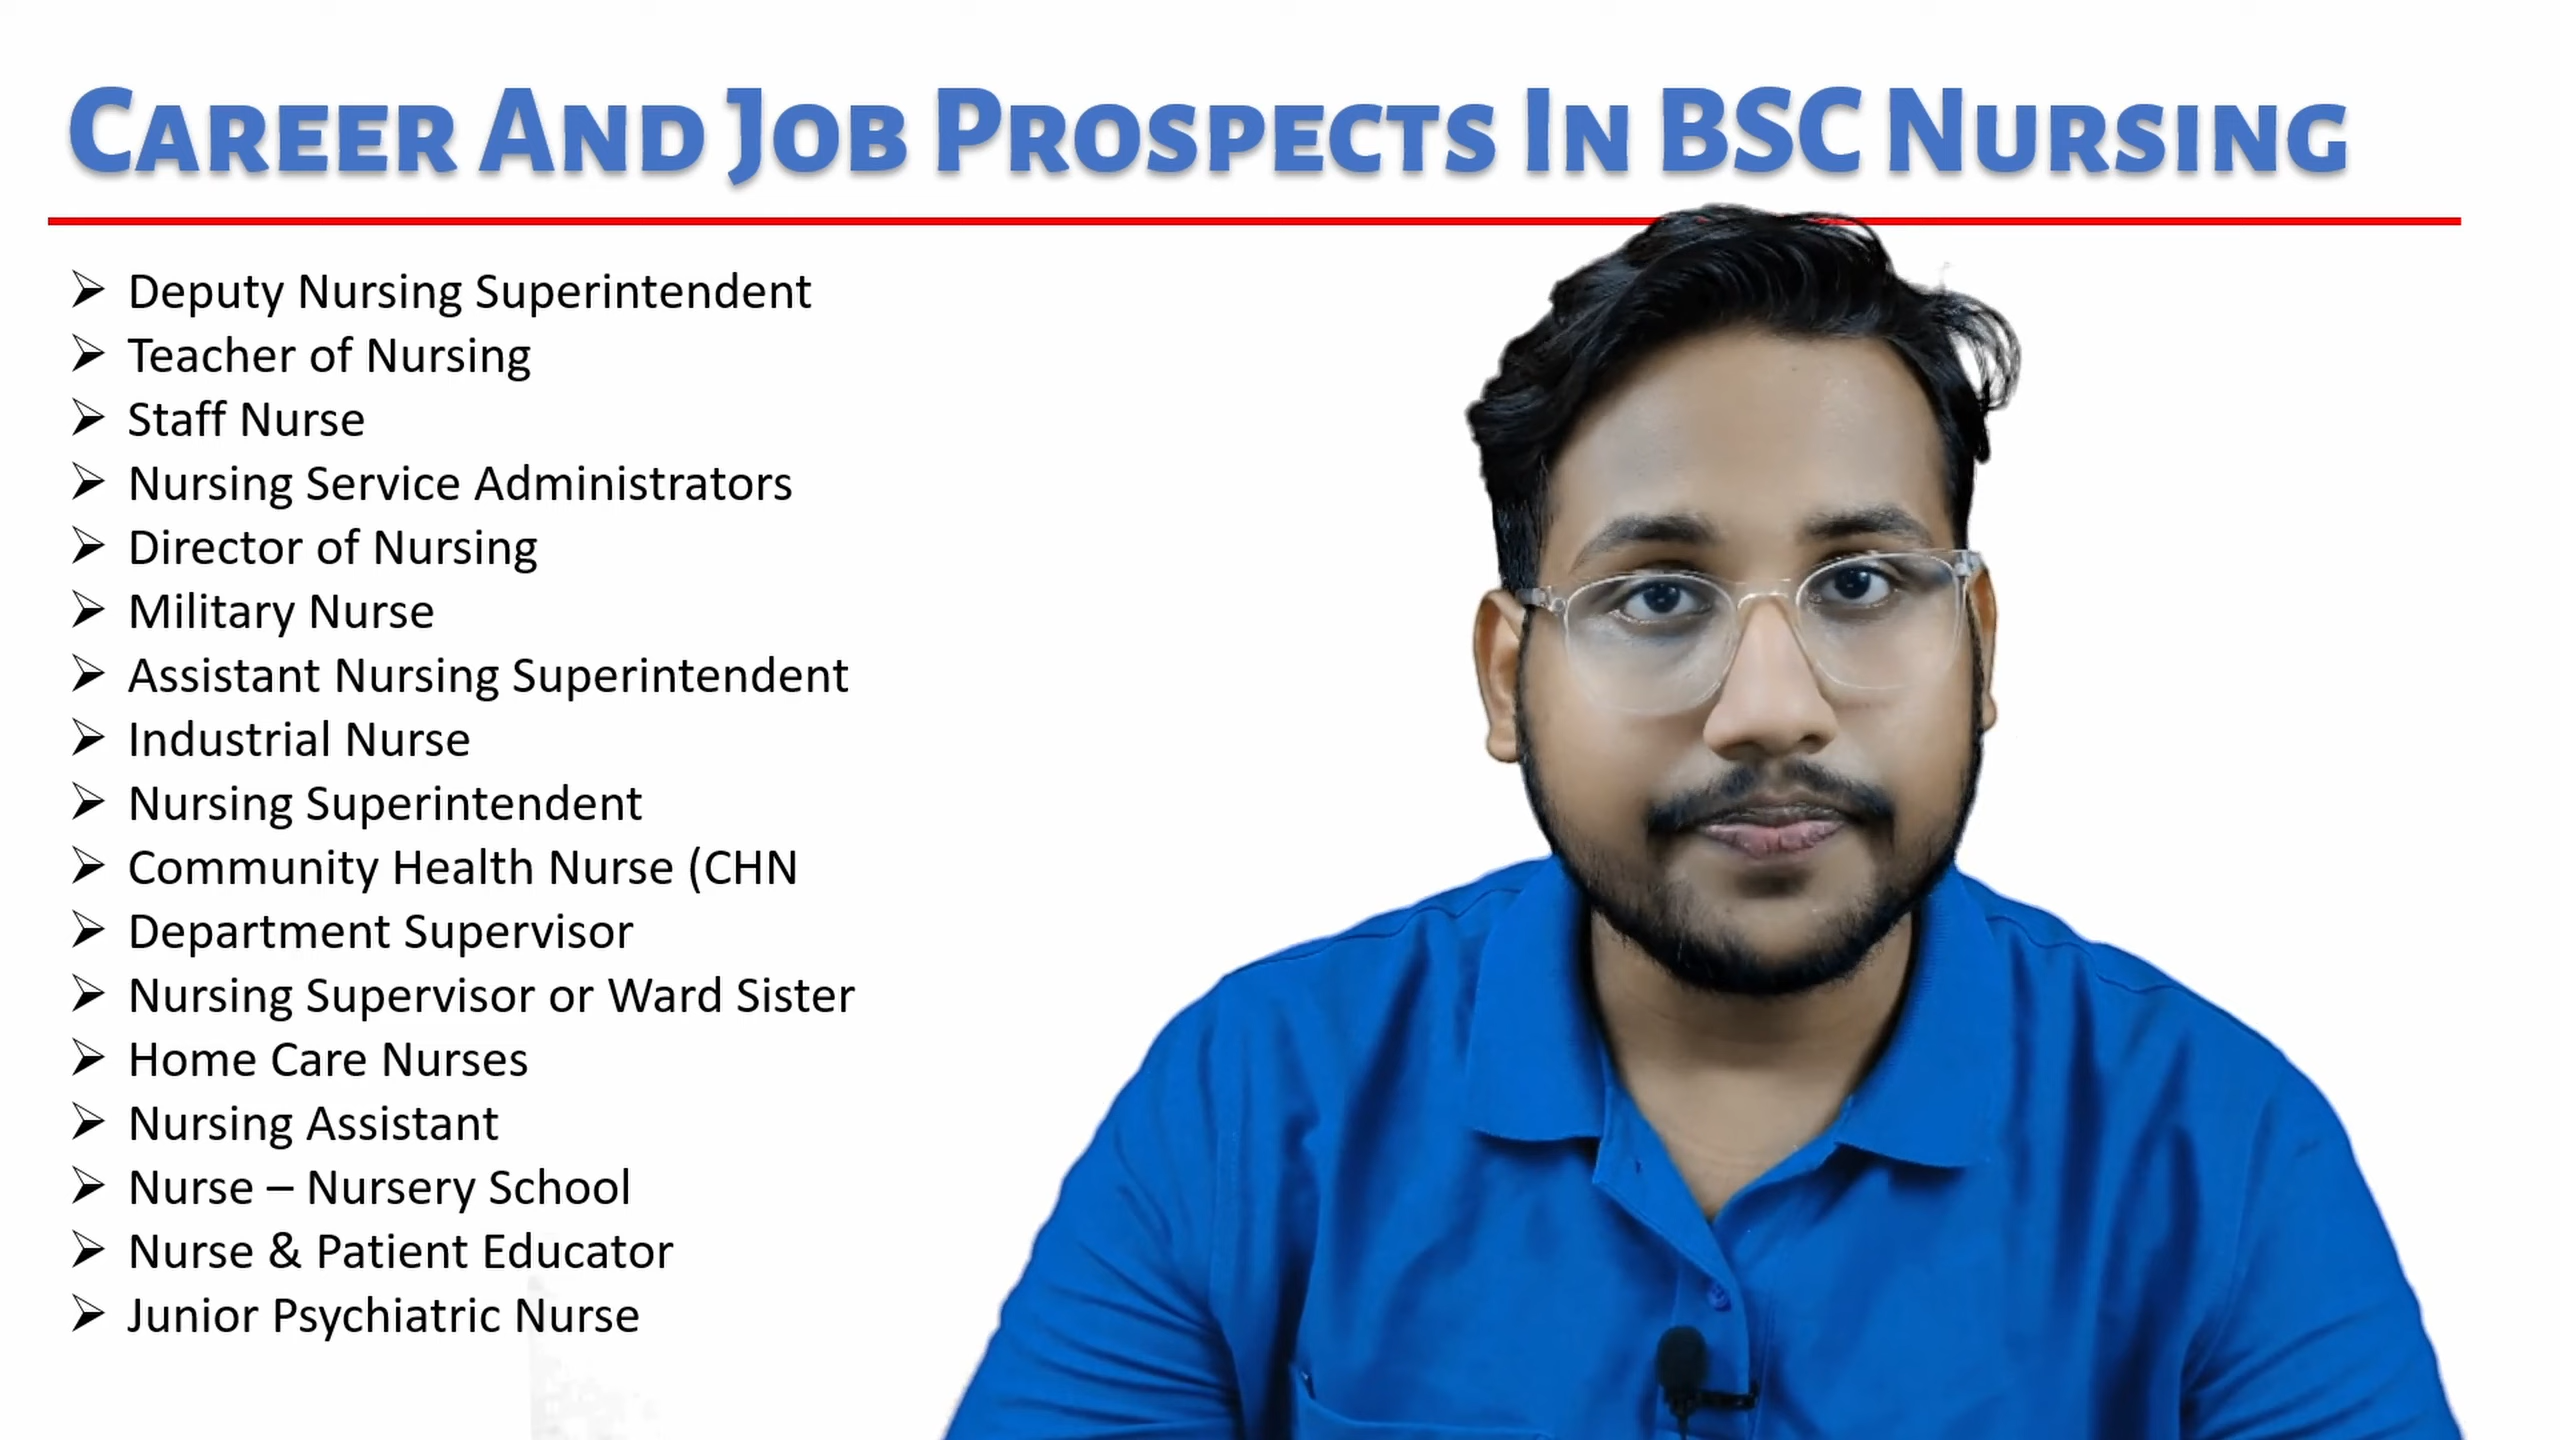 Career And Job Prospects In BSC Nursing
Deputy Nursing Superintendent
Teacher of Nursing
Staff Nurse
Nursing Service Administrators
Director of Nursing
Military Nurse
Assistant Nursing Superintendent
Industrial Nurse
Nursing Superintendent
Community Health Nurse (CHN
Department Supervisor
Nursing Supervisor or Ward Sister
Home Care Nurses
Nursing Assistant
Nurse – Nursery School
Nurse & Patient Educator
Junior Psychiatric Nurse